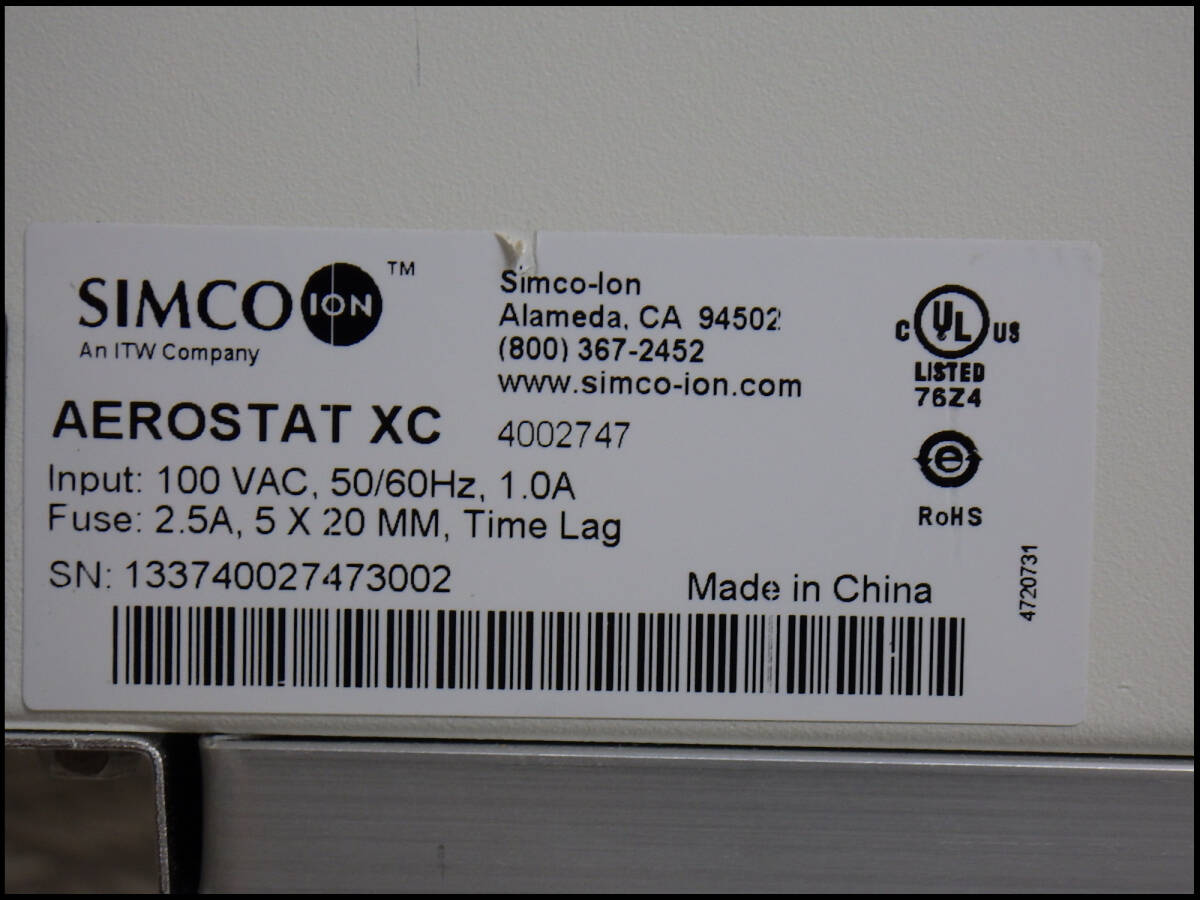 SIMCO ION ™
An ITW Company
Simco-Ion
Alameda, CA 94502
(800) 367-2452
www.simco-ion.com
AEROSTAT XC 4002747
Input: 100 VAC, 50/60Hz, 1.0A
Fuse: 2.5A, 5 X 20 MM, Time Lag
SN: 133740027473002
Made in China
C UL US
LISTED
76Z4
e
RoHS
4720731